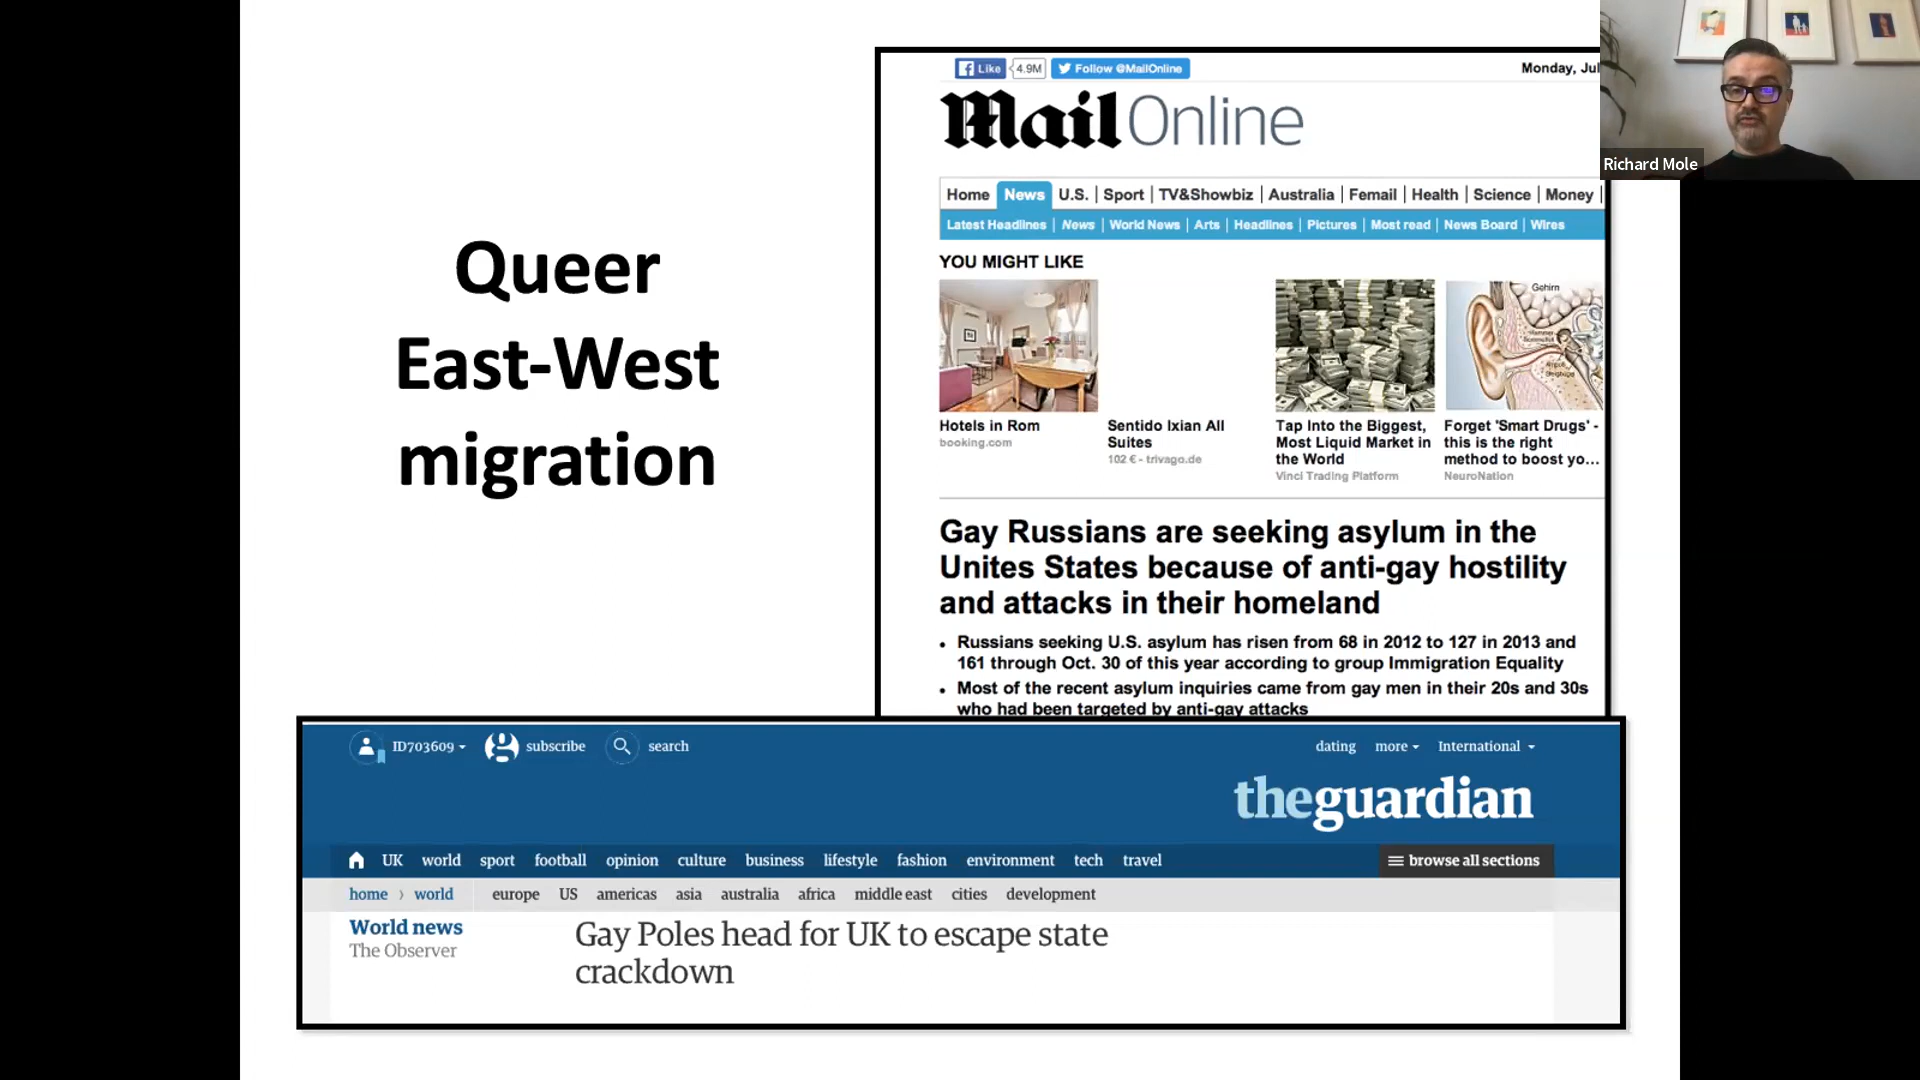 Queer
East-West
migration
Like 4.9M Follow @MailOnline
Monday, Jul
Mail Online
Home News U.S. Sport TV&Showbiz Australia Femail Health Science Money
Latest Headlines News World News Arts Headlines Pictures Most read News Board Wires
YOU MIGHT LIKE
Gehirn
Hotels in Rom
booking.com
Sentido Ixian All
Suites
102 € - trivago.de
Tap Into the Biggest,
Most Liquid Market in
the World
Vinci Trading Platform
Forget 'Smart Drugs' -
this is the right
method to boost yo...
NeuroNation
Gay Russians are seeking asylum in the
Unites States because of anti-gay hostility
and attacks in their homeland
• Russians seeking U.S. asylum has risen from 68 in 2012 to 127 in 2013 and
161 through Oct. 30 of this year according to group Immigration Equality
• Most of the recent asylum inquiries came from gay men in their 20s and 30s
who had been targeted by anti-gay attacks
ID703609 subscribe search
dating more International
theguardian
UK world sport football opinion culture business lifestyle fashion environment tech travel
browse all sections
home › world europe US americas asia australia africa middle east cities development
World news
The Observer
Gay Poles head for UK to escape state
crackdown
Richard Mole